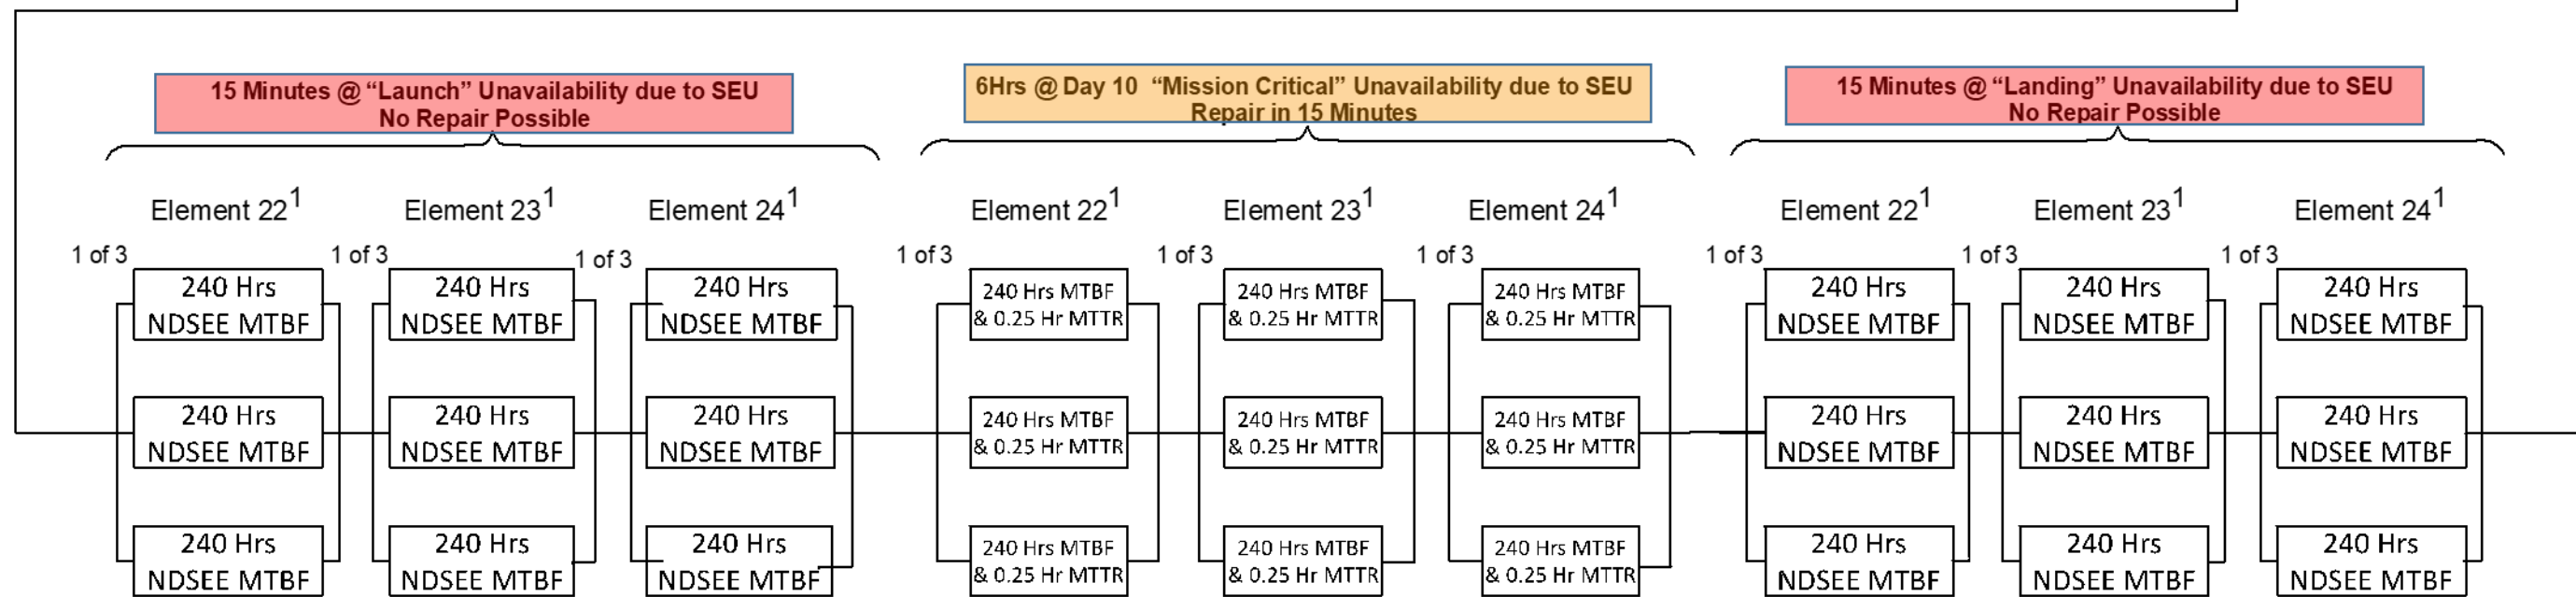 15 Minutes @ “Launch” Unavailability due to SEU
No Repair Possible
6Hrs @ Day 10 “Mission Critical” Unavailability due to SEU
Repair in 15 Minutes
15 Minutes @ “Landing” Unavailability due to SEU
No Repair Possible
Element 22¹
Element 23¹
Element 24¹
Element 22¹
Element 23¹
Element 24¹
Element 22¹
Element 23¹
Element 24¹
1 of 3
1 of 3
1 of 3
1 of 3
1 of 3
1 of 3
1 of 3
1 of 3
1 of 3
240 Hrs
NDSEE MTBF
240 Hrs
NDSEE MTBF
240 Hrs
NDSEE MTBF
240 Hrs MTBF
& 0.25 Hr MTTR
240 Hrs MTBF
& 0.25 Hr MTTR
240 Hrs MTBF
& 0.25 Hr MTTR
240 Hrs
NDSEE MTBF
240 Hrs
NDSEE MTBF
240 Hrs
NDSEE MTBF
240 Hrs
NDSEE MTBF
240 Hrs
NDSEE MTBF
240 Hrs
NDSEE MTBF
240 Hrs MTBF
& 0.25 Hr MTTR
240 Hrs MTBF
& 0.25 Hr MTTR
240 Hrs MTBF
& 0.25 Hr MTTR
240 Hrs
NDSEE MTBF
240 Hrs
NDSEE MTBF
240 Hrs
NDSEE MTBF
240 Hrs
NDSEE MTBF
240 Hrs
NDSEE MTBF
240 Hrs
NDSEE MTBF
240 Hrs MTBF
& 0.25 Hr MTTR
240 Hrs MTBF
& 0.25 Hr MTTR
240 Hrs MTBF
& 0.25 Hr MTTR
240 Hrs
NDSEE MTBF
240 Hrs
NDSEE MTBF
240 Hrs
NDSEE MTBF